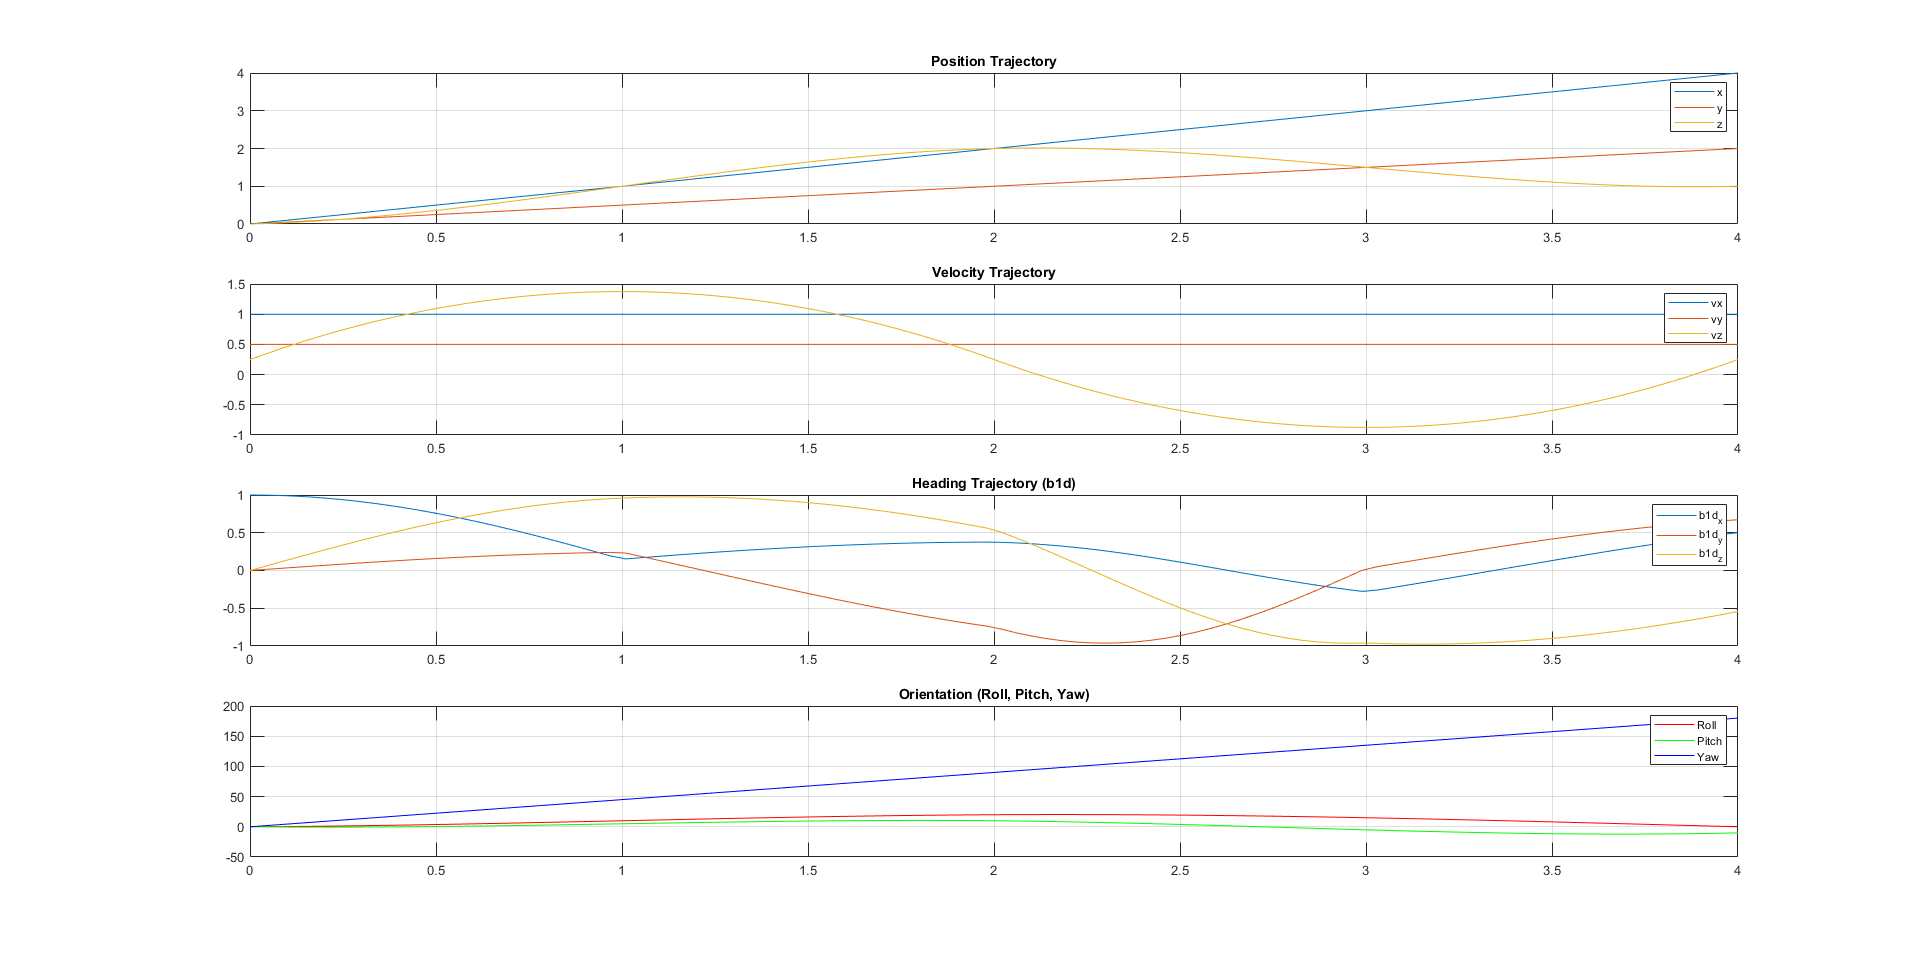 Position Trajectory
4
3
2
1
0
x
y
z
0 0.5 1 1.5 2 2.5 3 3.5 4
Velocity Trajectory
1.5
1
0.5
0
-0.5
-1
vx
vy
vz
0 0.5 1 1.5 2 2.5 3 3.5 4
Heading Trajectory (b1d)
1
0.5
0
-0.5
-1
b1dx
b1dy
b1dz
0 0.5 1 1.5 2 2.5 3 3.5 4
Orientation (Roll, Pitch, Yaw)
200
150
100
50
0
-50
Roll
Pitch
Yaw
0 0.5 1 1.5 2 2.5 3 3.5 4